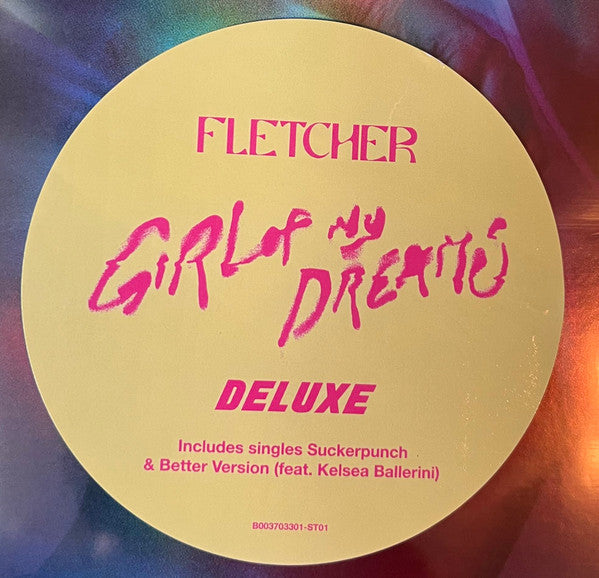 FLETCHER
GIRL OF MY
DREAMS
DELUXE
Includes singles Suckerpunch
& Better Version (feat. Kelsea Ballerini)
B003703301-ST01